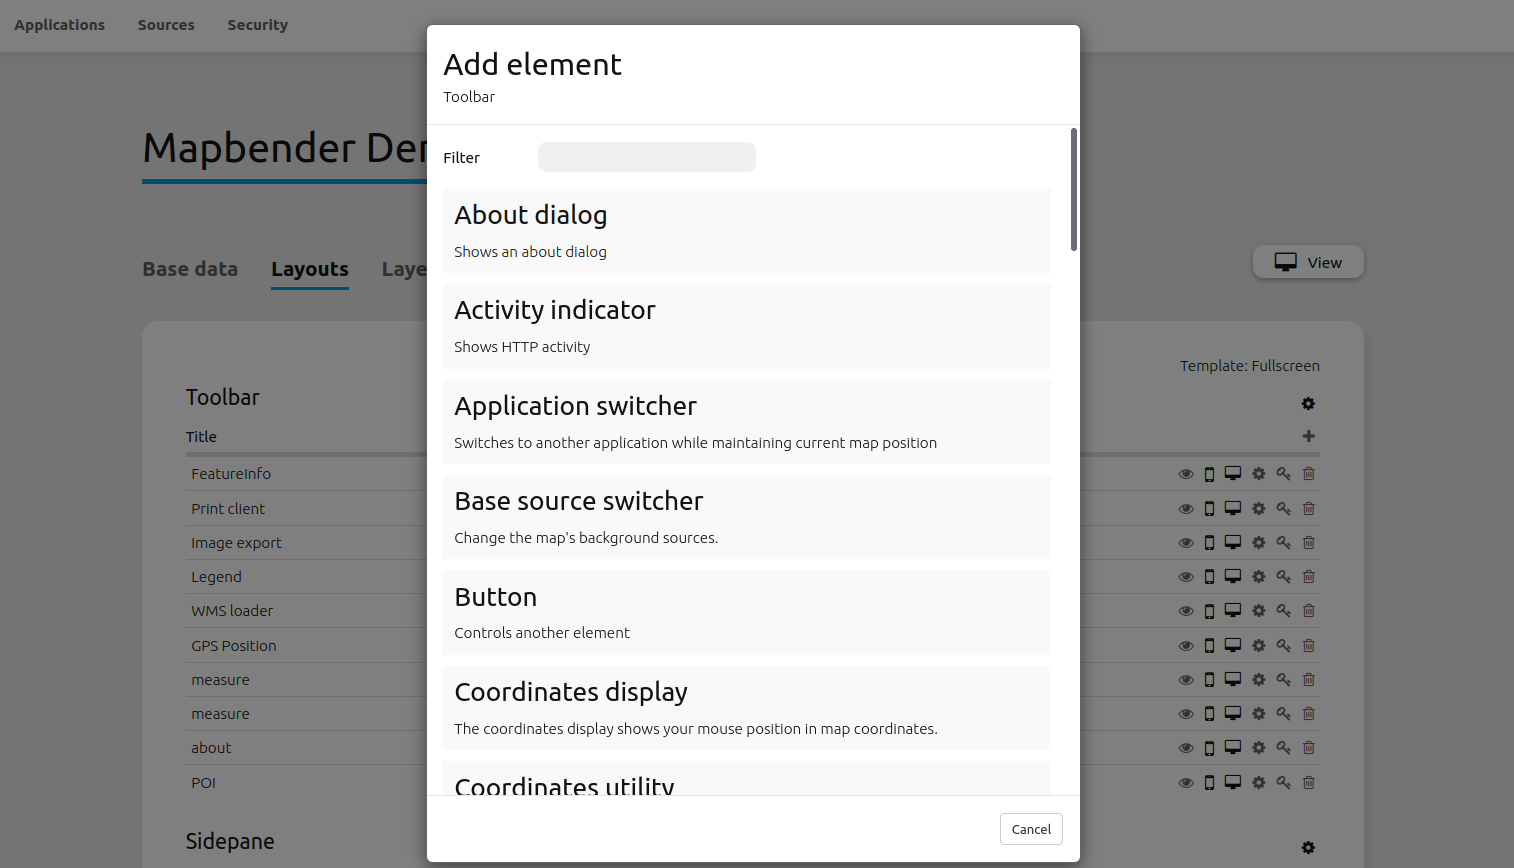 Applications Sources Security
Add element
Toolbar
Mapbender
Filter
About dialog
Shows an about dialog
Base data Layouts
View
Activity indicator
Shows HTTP activity
Template: Fullscreen
Toolbar
Application switcher
Switches to another application while maintaining current map position
Title
FeatureInfo
Base source switcher
Change the map's background sources.
Print client
Image export
Legend
Button
Controls another element
WMS loader
GPS Position
measure
Coordinates display
The coordinates display shows your mouse position in map coordinates.
measure
about
POI
Coordinates utility
Sidepane
Cancel